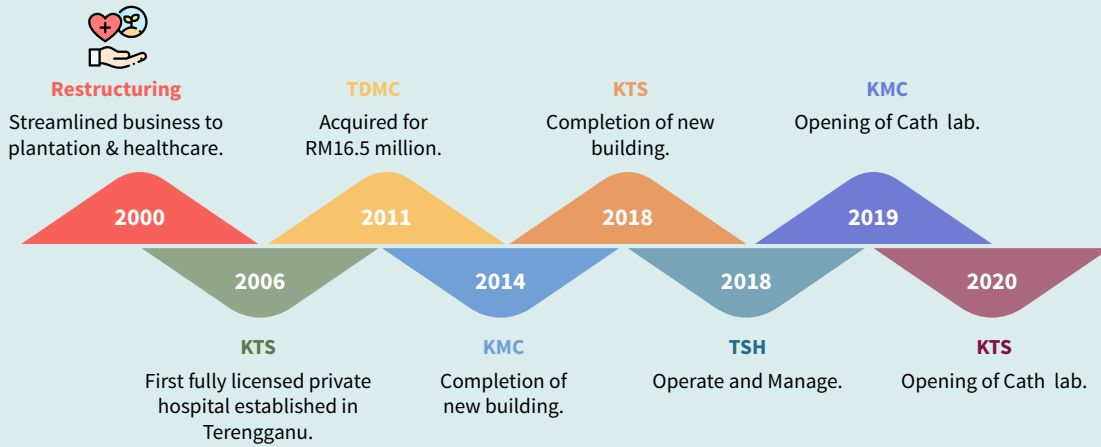 Restructuring
Streamlined business to
plantation & healthcare.
2000
KTS
First fully licensed private
hospital established in
Terengganu.
2006
TDMC
Acquired for
RM16.5 million.
2011
KMC
Completion of
new building.
2014
KTS
Completion of new
building.
2018
TSH
Operate and Manage.
2018
KMC
Opening of Cath lab.
2019
KTS
Opening of Cath lab.
2020